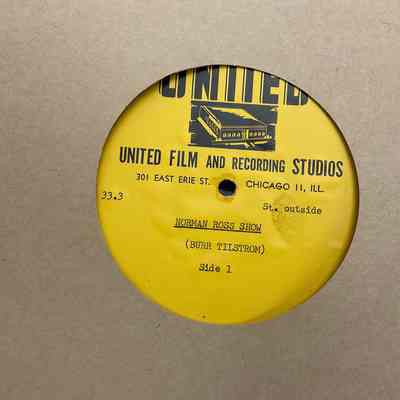 UNITED
UNITED FILM AND RECORDING STUDIOS
301 EAST ERIE ST. CHICAGO 11, ILL.
33.3 St. outside
NORMAN ROSS SHOW
(BURR TILSTROM)
Side 1